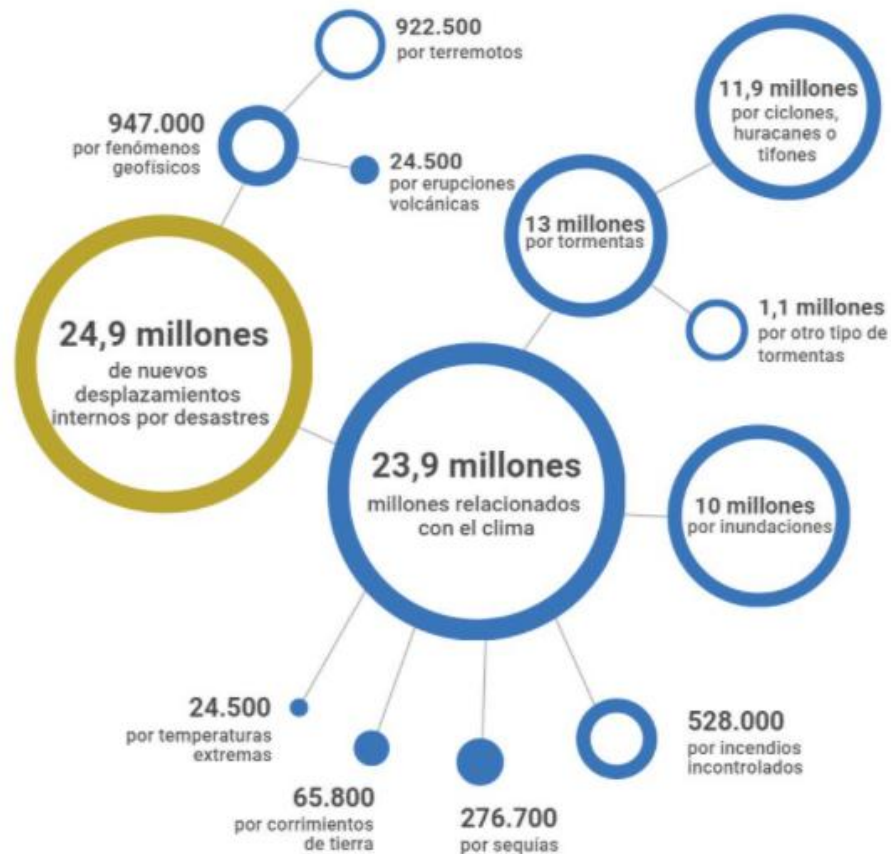 922.500
por terremotos
947.000
por fenómenos
geofísicos
24.500
por erupciones
volcánicas
11,9 millones
por ciclones,
huracanes o
tifones
13 millones
por tormentas
1,1 millones
por otro tipo de
tormentas
24,9 millones
de nuevos
desplazamientos
internos por desastres
23,9 millones
millones relacionados
con el clima
10 millones
por inundaciones
24.500
por temperaturas
extremas
65.800
por corrimientos
de tierra
276.700
por sequías
528.000
por incendios
incontrolados